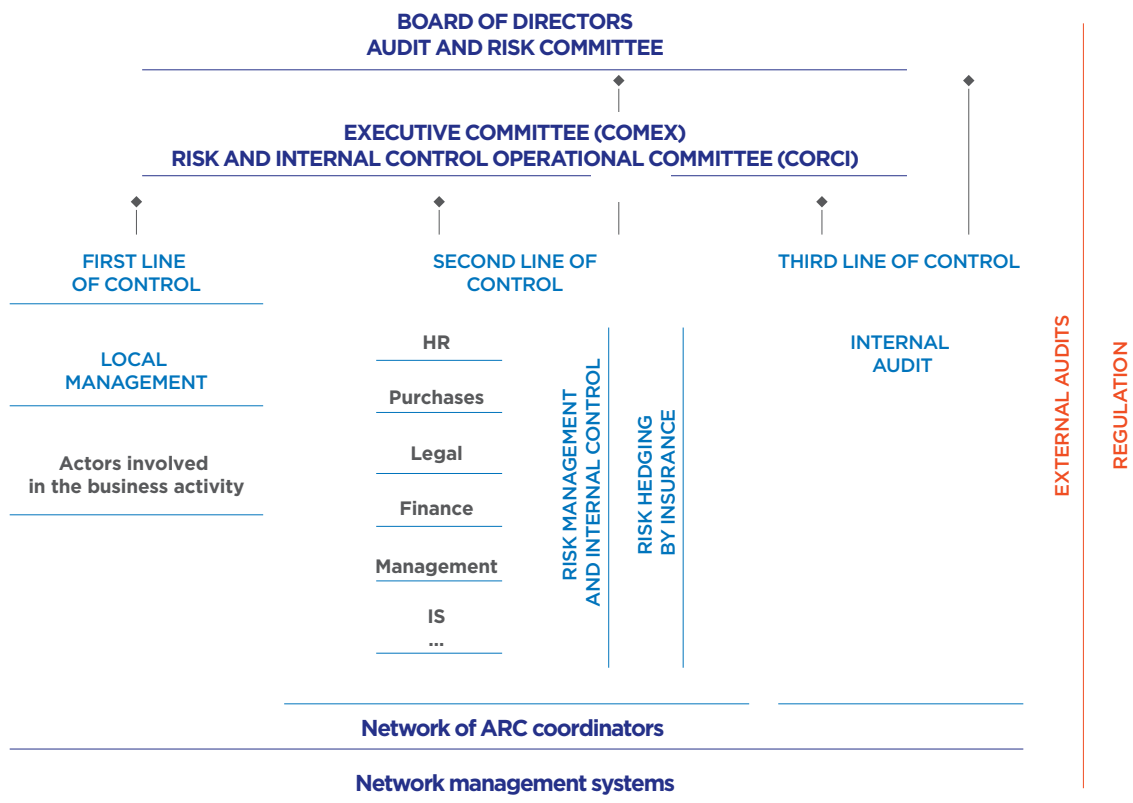 BOARD OF DIRECTORS
AUDIT AND RISK COMMITTEE
EXECUTIVE COMMITTEE (COMEX)
RISK AND INTERNAL CONTROL OPERATIONAL COMMITTEE (CORCI)
FIRST LINE
OF CONTROL
LOCAL
MANAGEMENT
Actors involved
in the business activity
SECOND LINE OF
CONTROL
HR
Purchases
Legal
Finance
Management
IS
...
RISK MANAGEMENT
AND INTERNAL CONTROL
RISK HEDGING
BY INSURANCE
THIRD LINE OF CONTROL
INTERNAL
AUDIT
EXTERNAL AUDITS
REGULATION
Network of ARC coordinators
Network management systems